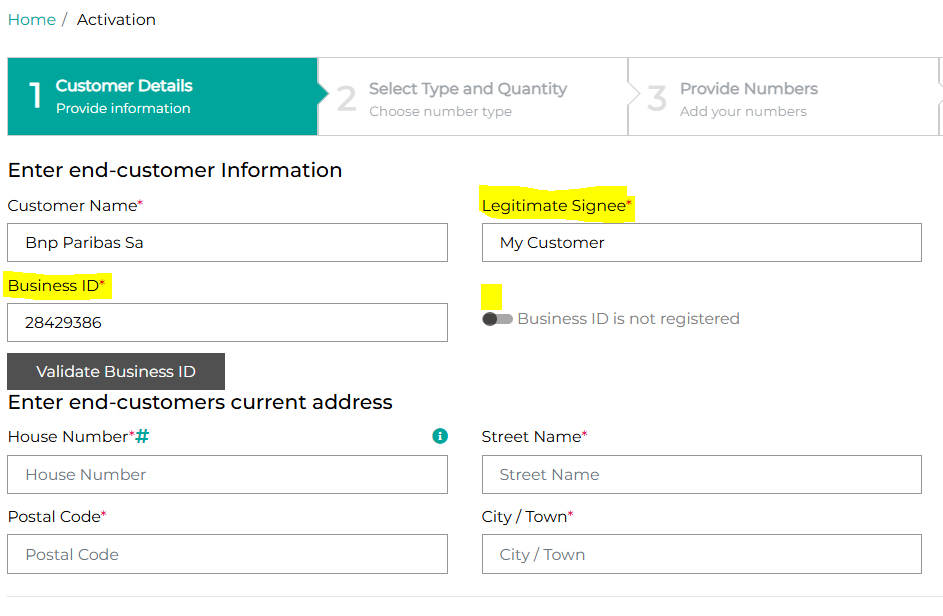 Home / Activation
1 Customer Details
Provide information
2 Select Type and Quantity
Choose number type
3 Provide Numbers
Add your numbers
Enter end-customer Information
Customer Name*
Legitimate Signee*
Bnp Paribas Sa
My Customer
Business ID*
28429386
Business ID is not registered
Validate Business ID
Enter end-customers current address
House Number*#
Street Name*
House Number
Street Name
Postal Code*
City / Town*
Postal Code
City / Town